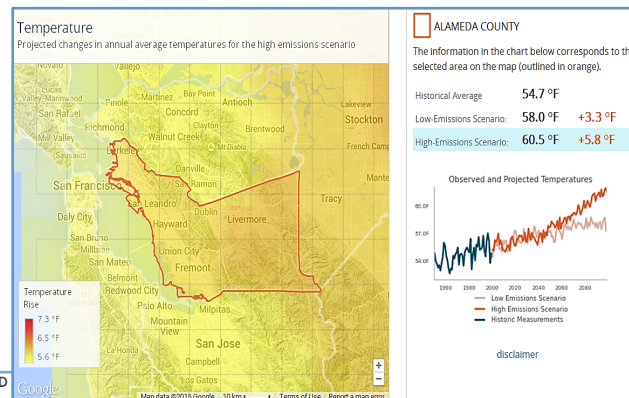 Temperature
Projected changes in annual average temperatures for the high emissions scenario
Novato
Vallejo
Lucas
Valley-Marinwood
San Rafael
Pinole
Martinez
Bay Point
Antioch
Concord
Lakeview
Richmond
Clayton
Stockton
Walnut Creek
Brentwood
Mt Diablo
Berkeley
French Camp
Sausalito
Danville
San Francisco
San Ramon
Mante
San Leandro
Dublin
Tracy
Daly City
Hayward
Livermore
San Bruno
Millbrae
Union City
San Mateo
Fremont
Belmont
Redwood City
Palo Alto
Milpitas
Mountain
View
La Honda
San Jose
Campbell
Los Gatos
Temperature
Rise
7.3 °F
6.5 °F
5.6 °F
+
−
D
Google
Map data ©2015 Google
10 km
Terms of Use
Report a map error
ALAMEDA COUNTY
The information in the chart below corresponds to th
selected area on the map (outlined in orange).
Historical Average 54.7 °F
Low-Emissions Scenario: 58.0 °F +3.3 °F
High-Emissions Scenario: 60.5 °F +5.8 °F
Observed and Projected Temperatures
60.0F
57.0F
54.0F
1960 1980 2000 2020 2040 2060 2080
Low Emissions Scenario
High Emissions Scenario
Historic Measurements
disclaimer